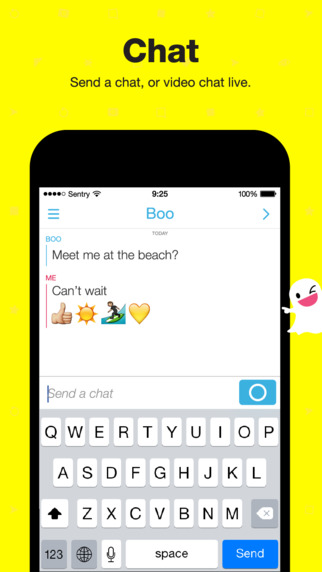 Chat
Send a chat, or video chat live.
Sentry 9:25 100%
Boo
TODAY
BOO
Meet me at the beach?
ME
Can't wait
👍☀️🏄💛
Send a chat
Q W E R T Y U I O P
A S D F G H J K L
Z X C V B N M
123 space Send